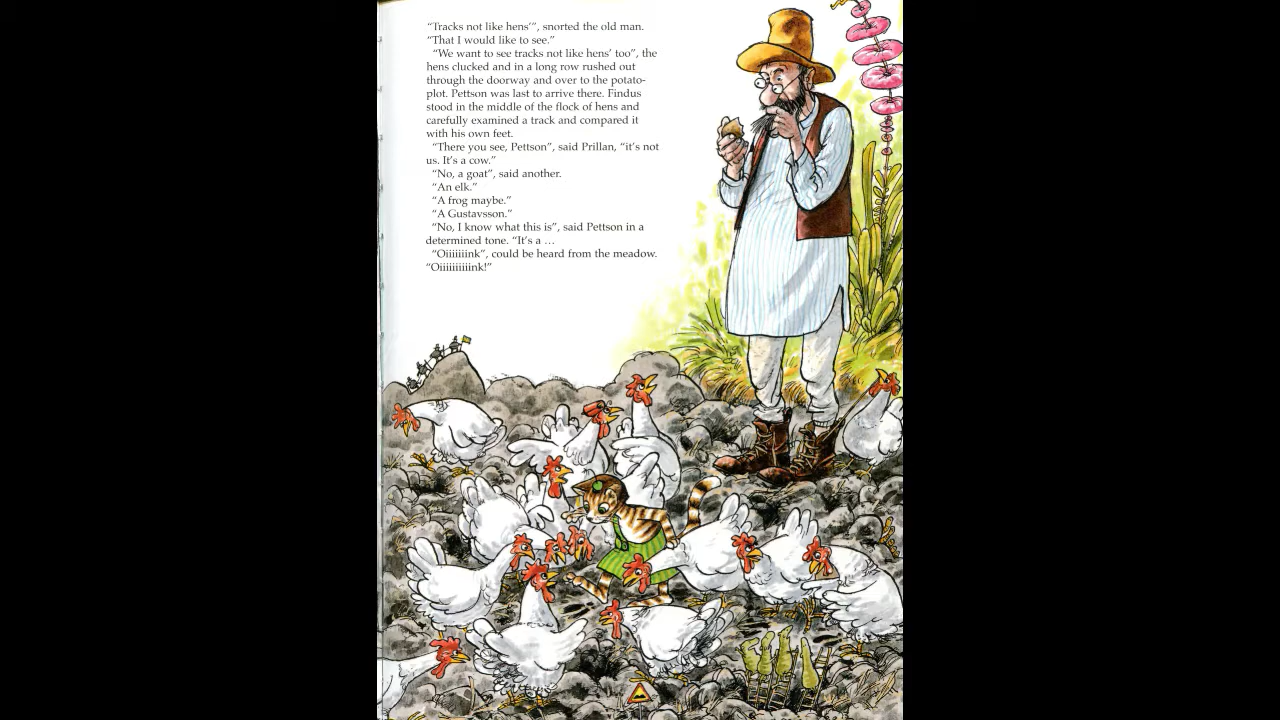 “Tracks not like hens’”, snorted the old man.
“That I would like to see.”
“We want to see tracks not like hens’ too”, the
hens clucked and in a long row rushed out
through the doorway and over to the potato-
plot. Pettson was last to arrive there. Findus
stood in the middle of the flock of hens and
carefully examined a track and compared it
with his own feet.
“There you see, Pettson”, said Prillan, “it’s not
us. It’s a cow.”
“No, a goat”, said another.
“An elk.”
“A frog maybe.”
“A Gustavsson.”
“No, I know what this is”, said Pettson in a
determined tone. “It’s a …
“Oiiiiiiink”, could be heard from the meadow.
“Oiiiiiiiiiink!”